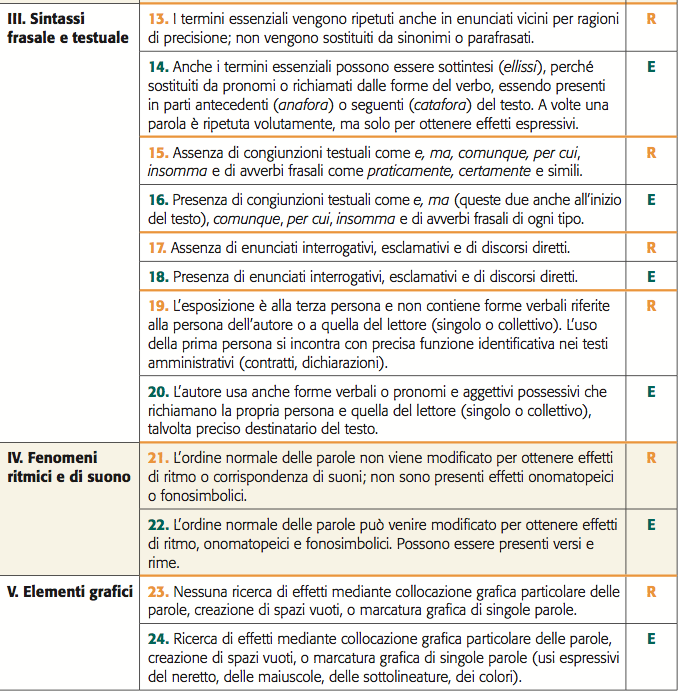 III. Sintassi
frasale e testuale
13. I termini essenziali vengono ripetuti anche in enunciati vicini per ragioni
di precisione; non vengono sostituiti da sinonimi o parafrasati.
R
14. Anche i termini essenziali possono essere sottintesi (ellissi), perché
sostituiti da pronomi o richiamati dalle forme del verbo, essendo presenti
in parti antecedenti (anafora) o seguenti (catafora) del testo. A volte una
parola è ripetuta volutamente, ma solo per ottenere effetti espressivi.
E
15. Assenza di congiunzioni testuali come e, ma, comunque, per cui,
insomma e di avverbi frasali come praticamente, certamente e simili.
R
16. Presenza di congiunzioni testuali come e, ma (queste due anche all'inizio
del testo), comunque, per cui, insomma e di avverbi frasali di ogni tipo.
E
17. Assenza di enunciati interrogativi, esclamativi e di discorsi diretti.
R
18. Presenza di enunciati interrogativi, esclamativi e di discorsi diretti.
E
19. L'esposizione è alla terza persona e non contiene forme verbali riferite
alla persona dell'autore o a quella del lettore (singolo o collettivo). L'uso
della prima persona si incontra con precisa funzione identificativa nei testi
amministrativi (contratti, dichiarazioni).
R
20. L'autore usa anche forme verbali o pronomi e aggettivi possessivi che
richiamano la propria persona e quella del lettore (singolo o collettivo),
talvolta preciso destinatario del testo.
E
IV. Fenomeni
ritmici e di suono
21. L'ordine normale delle parole non viene modificato per ottenere effetti
di ritmo o corrispondenza di suoni; non sono presenti effetti onomatopeici
o fonosimbolici.
R
22. L'ordine normale delle parole può venire modificato per ottenere effetti
di ritmo, onomatopeici e fonosimbolici. Possono essere presenti versi e
rime.
E
V. Elementi grafici
23. Nessuna ricerca di effetti mediante collocazione grafica particolare delle
parole, creazione di spazi vuoti, o marcatura grafica di singole parole.
R
24. Ricerca di effetti mediante collocazione grafica particolare delle parole,
creazione di spazi vuoti, o marcatura grafica di singole parole (usi espressivi
del neretto, delle maiuscole, delle sottolineature, dei colori).
E